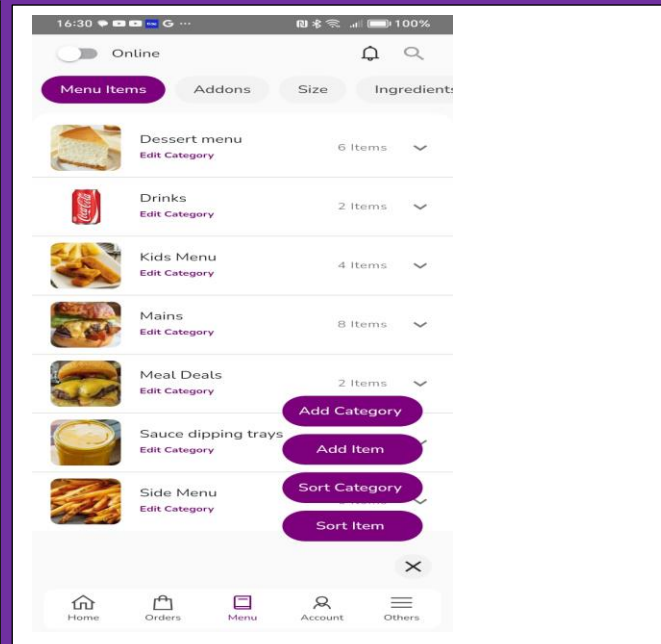 16:30 G ... 100%
Online
Menu Items Addons Size Ingredients
Dessert menu
Edit Category
6 Items
Drinks
Edit Category
2 Items
Kids Menu
Edit Category
4 Items
Mains
Edit Category
8 Items
Meal Deals
Edit Category
2 Items
Add Category
Sauce dipping trays
Edit Category
Add Item
Sort Category
Side Menu
Edit Category
Sort Item
Home Orders Menu Account Others